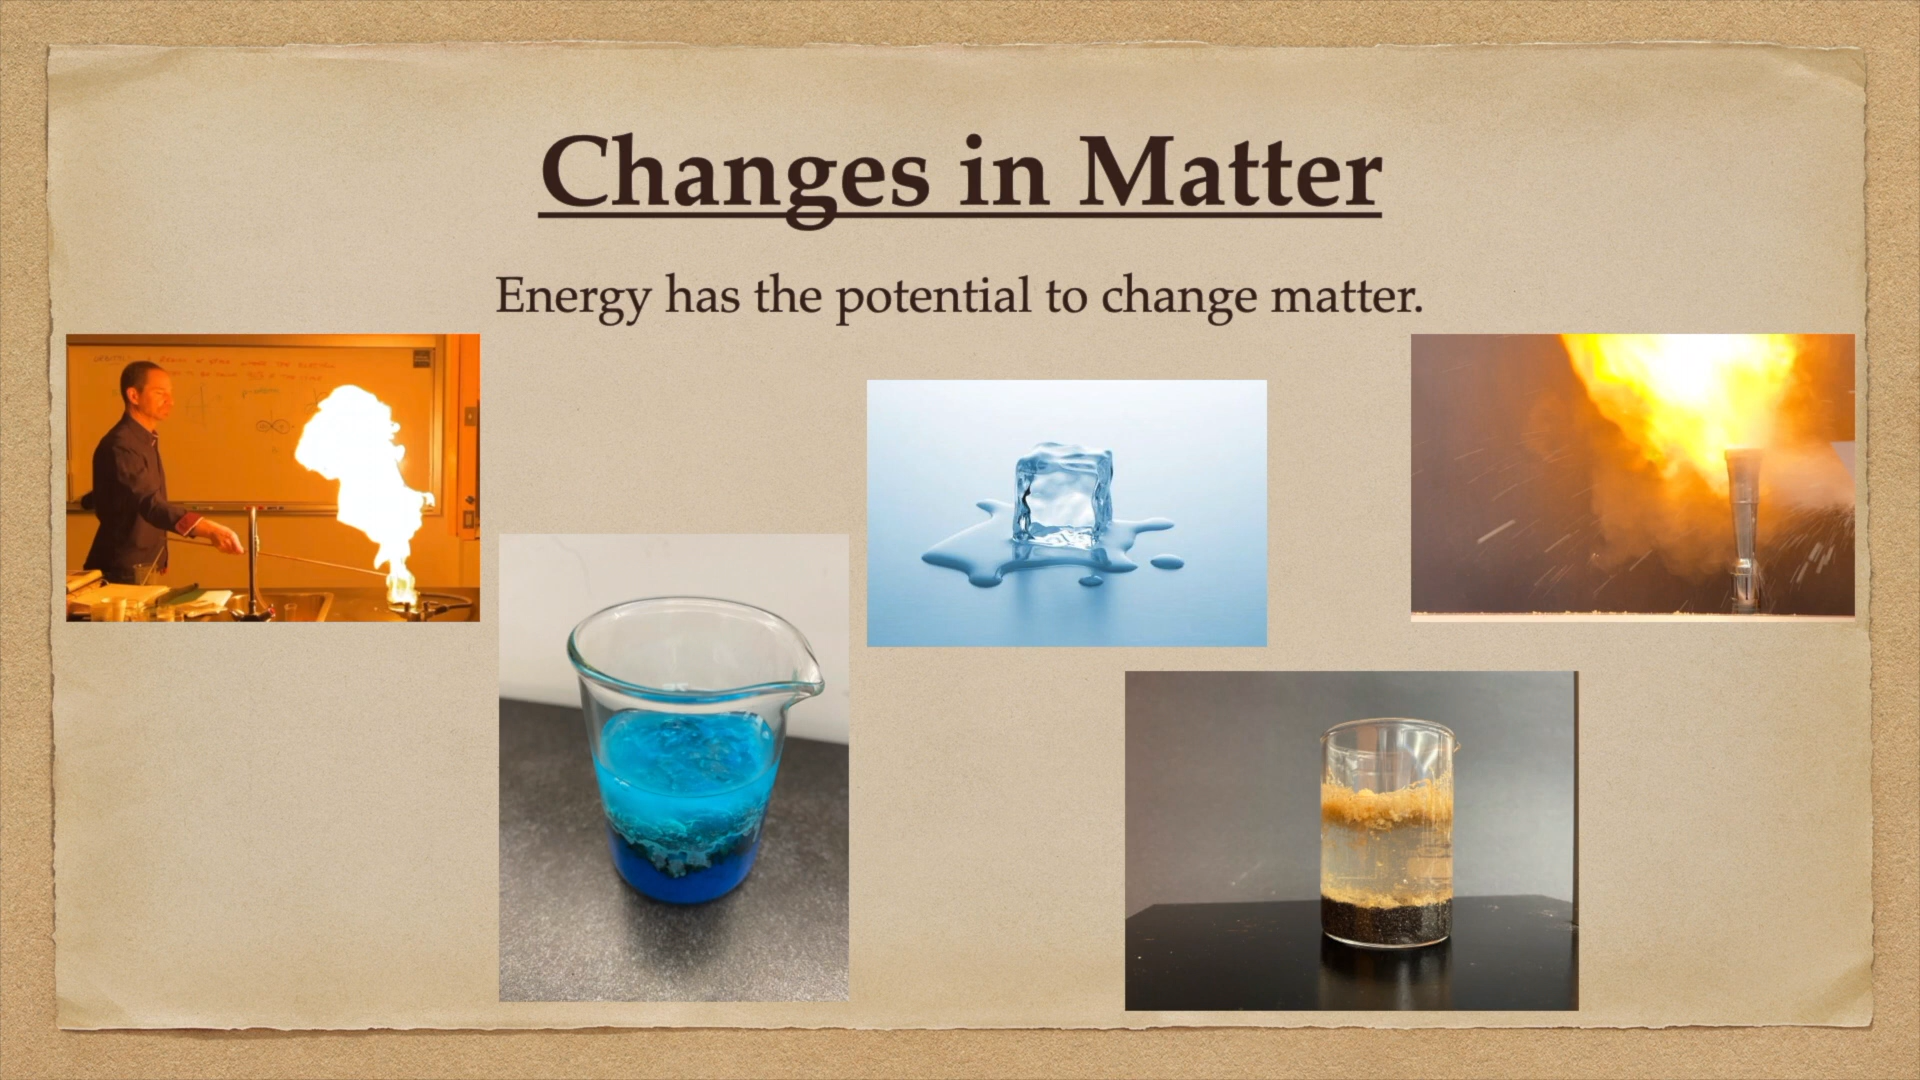 Changes in Matter
Energy has the potential to change matter.